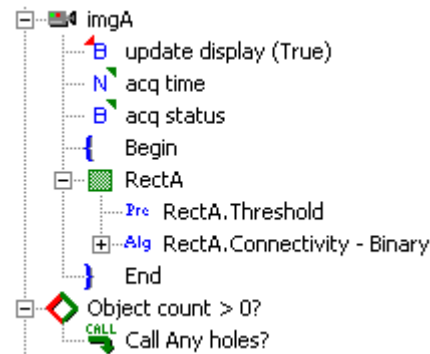 imgA
B update display (True)
N acq time
B acq status
{ Begin
RectA
Pre RectA.Threshold
Alg RectA.Connectivity - Binary
} End
Object count > 0?
CALL Call Any holes?